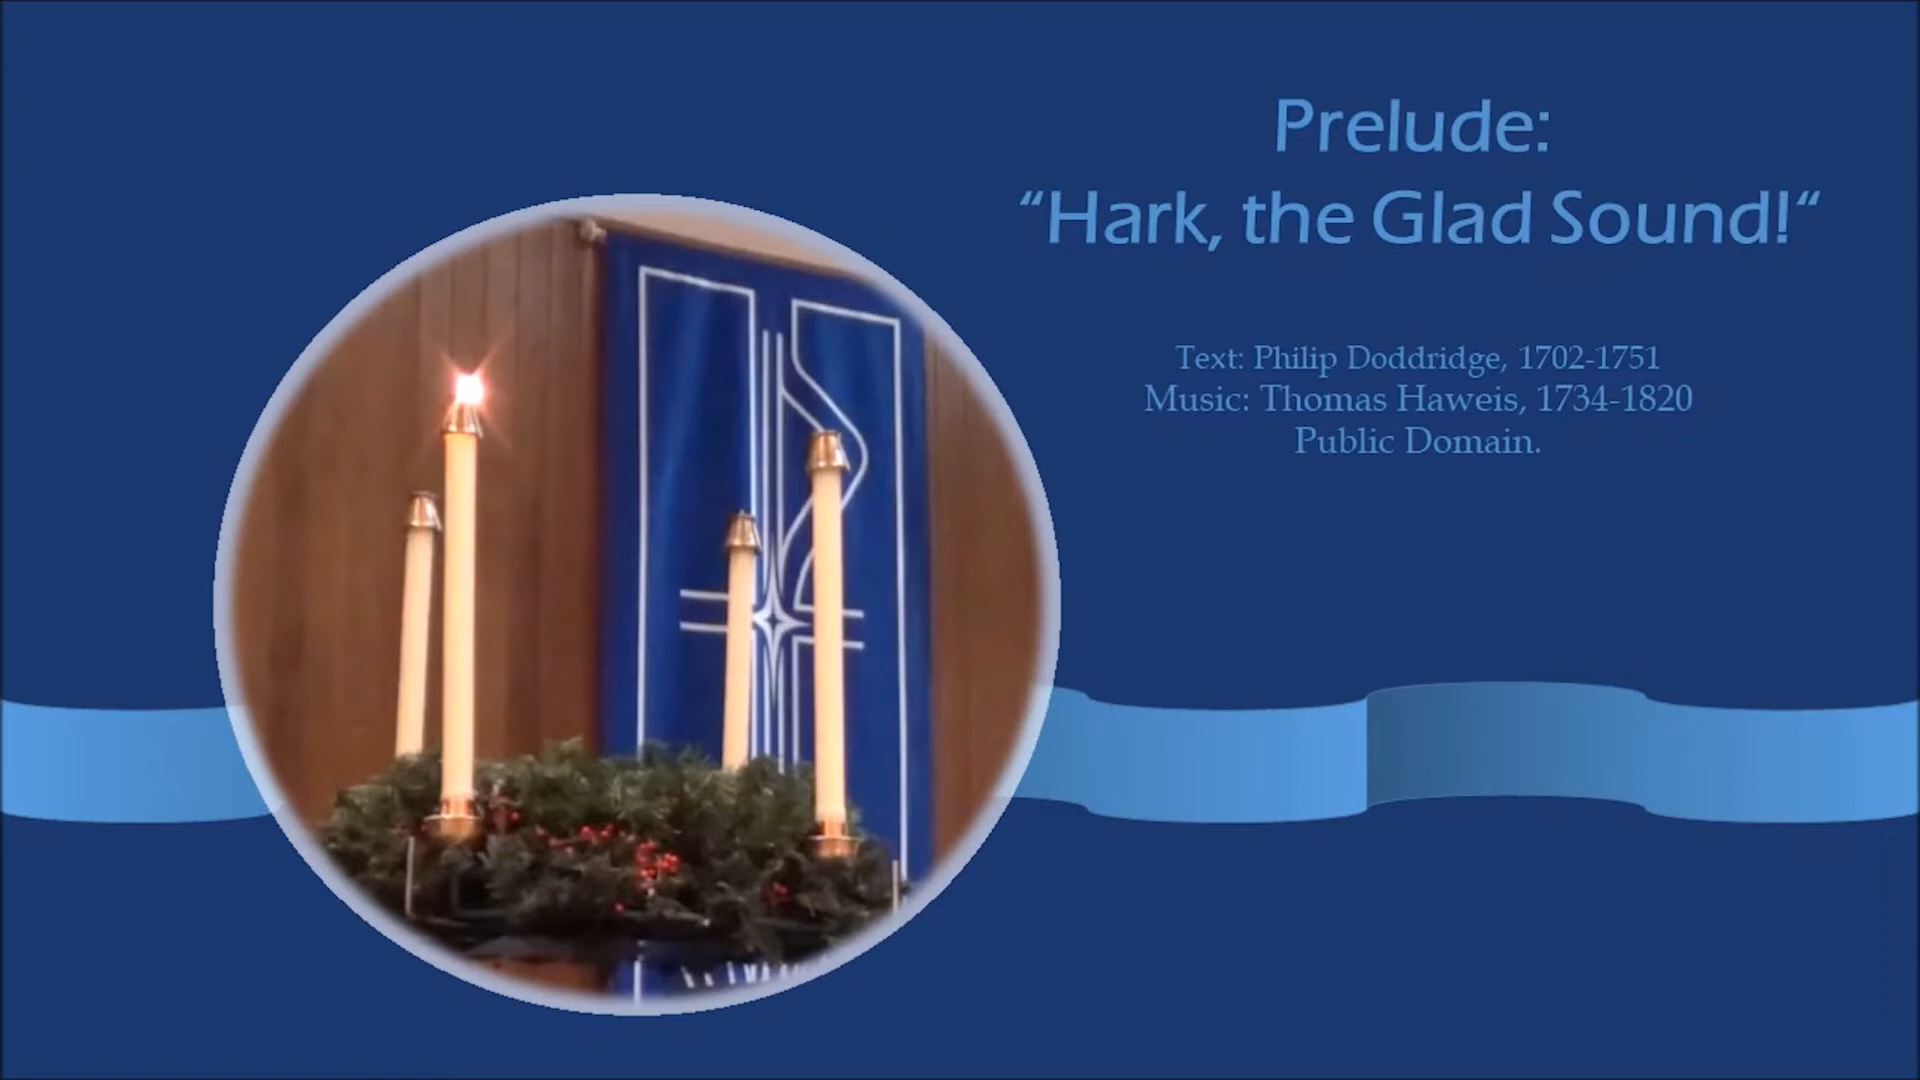 Prelude:
“Hark, the Glad Sound!“
Text: Philip Doddridge, 1702-1751
Music: Thomas Haweis, 1734-1820
Public Domain.